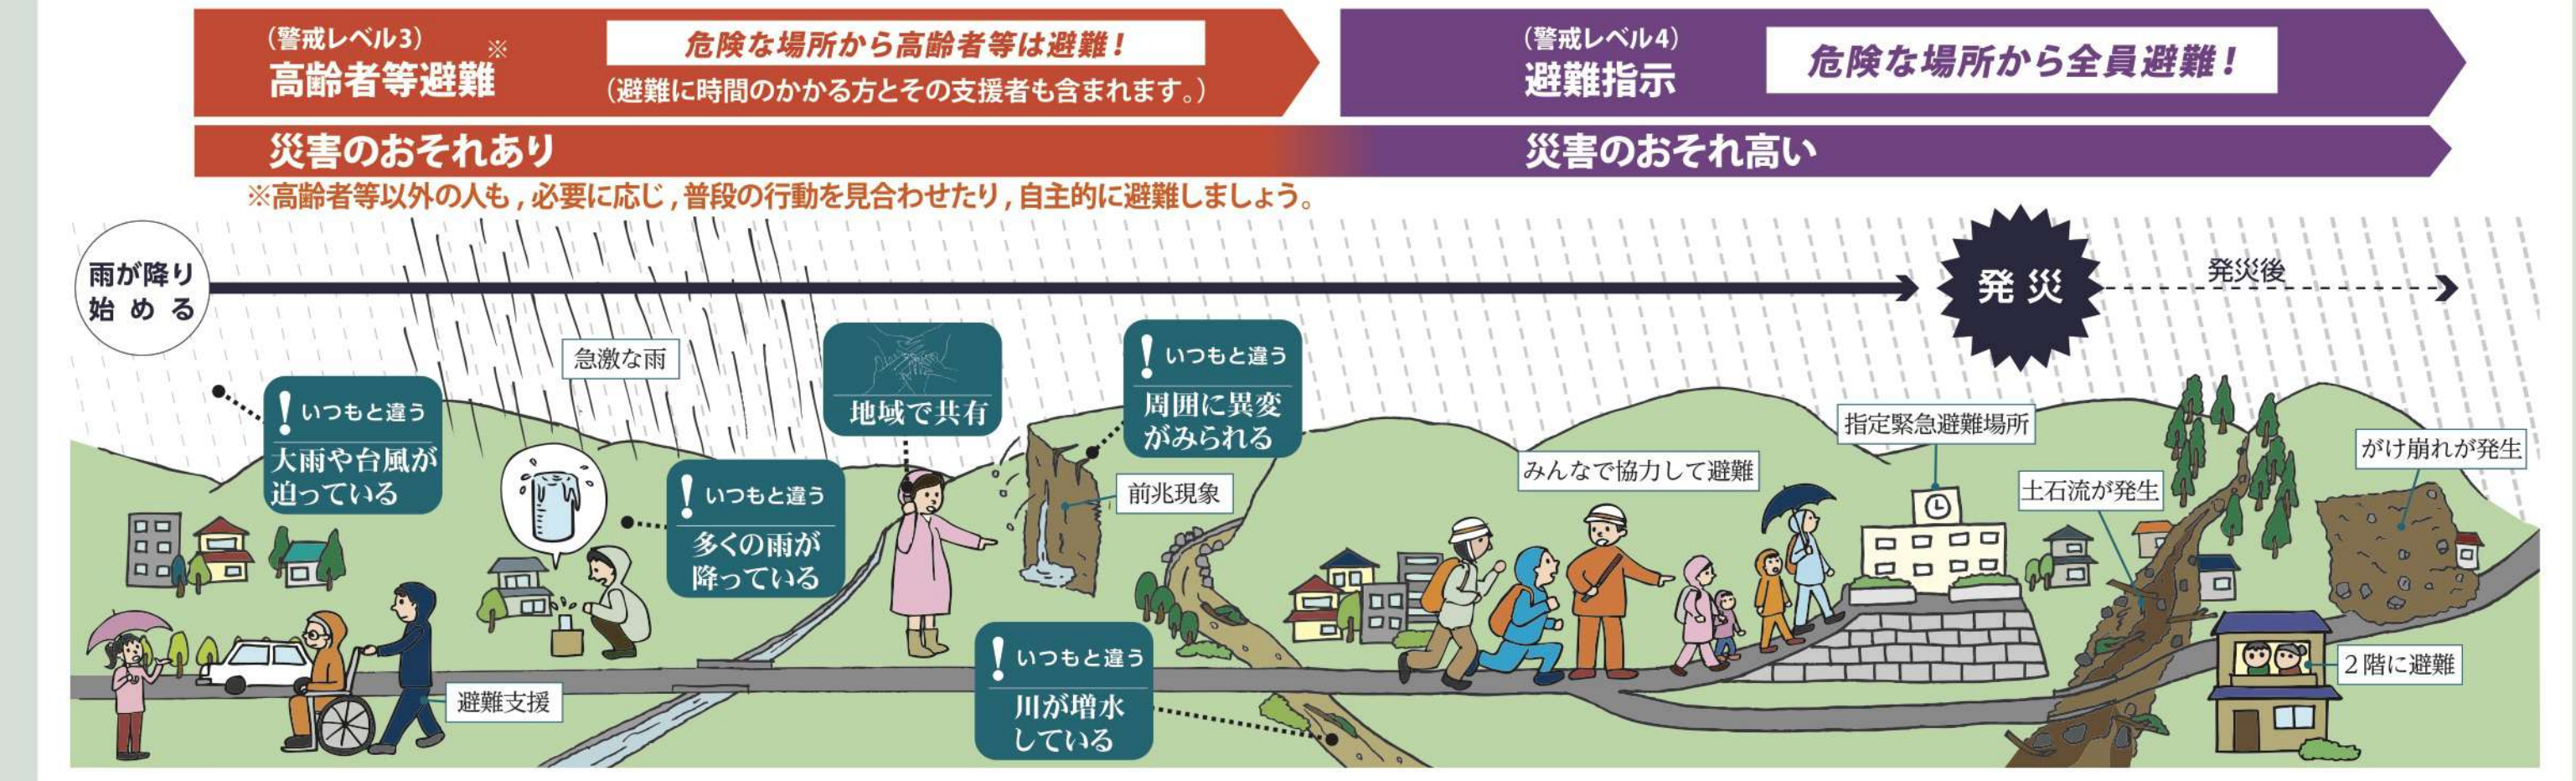 （警戒レベル3）
高齢者等避難※
危険な場所から高齢者等は避難！
（避難に時間のかかる方とその支援者も含まれます。）
（警戒レベル4）
避難指示
危険な場所から全員避難！
災害のおそれあり
災害のおそれ高い
※高齢者等以外の人も，必要に応じ，普段の行動を見合わせたり，自主的に避難しましょう。
雨が降り
始める
発災
発災後
急激な雨
！いつもと違う
大雨や台風が
迫っている
！いつもと違う
多くの雨が
降っている
地域で共有
！いつもと違う
周囲に異変
がみられる
前兆現象
避難支援
！いつもと違う
川が増水
している
みんなで協力して避難
指定緊急避難場所
土石流が発生
がけ崩れが発生
2階に避難